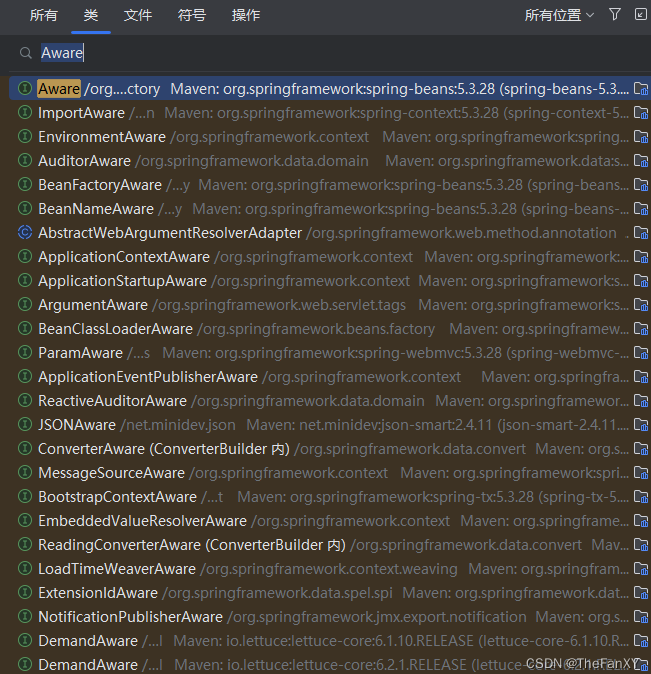 所有 类 文件 符号 操作 所有位置
Aware
Aware /org....ctory Maven: org.springframework:spring-beans:5.3.28 (spring-beans-5.3....
ImportAware /...n Maven: org.springframework:spring-context:5.3.28 (spring-context-5...
EnvironmentAware /org.springframework.context Maven: org.springframework:spring...
AuditorAware /org.springframework.data.domain Maven: org.springframework.data:s...
BeanFactoryAware /...y Maven: org.springframework:spring-beans:5.3.28 (spring-beans...
BeanNameAware /...y Maven: org.springframework:spring-beans:5.3.28 (spring-beans-...
AbstractWebArgumentResolverAdapter /org.springframework.web.method.annotation .
ApplicationContextAware /org.springframework.context Maven: org.springframework:...
ApplicationStartupAware /org.springframework.context Maven: org.springframework:s...
ArgumentAware /org.springframework.web.servlet.tags Maven: org.springframework:s...
BeanClassLoaderAware /org.springframework.beans.factory Maven: org.springframew...
ParamAware /...s Maven: org.springframework:spring-webmvc:5.3.28 (spring-webmvc-...
ApplicationEventPublisherAware /org.springframework.context Maven: org.springfra...
ReactiveAuditorAware /org.springframework.data.domain Maven: org.springframewor...
JSONAware /net.minidev.json Maven: net.minidev:json-smart:2.4.11 (json-smart-2.4.11....
ConverterAware (ConverterBuilder 内) /org.springframework.data.convert Maven: org.s...
MessageSourceAware /org.springframework.context Maven: org.springframework:spri...
BootstrapContextAware /...t Maven: org.springframework:spring-tx:5.3.28 (spring-tx-5....
EmbeddedValueResolverAware /org.springframework.context Maven: org.springframe...
ReadingConverterAware (ConverterBuilder 内) /org.springframework.data.convert Mav...
LoadTimeWeaverAware /org.springframework.context.weaving Maven: org.springfram...
ExtensionIdAware /org.springframework.data.spel.spi Maven: org.springframework.dat...
NotificationPublisherAware /org.springframework.jmx.export.notification Maven: org.s...
DemandAware /...l Maven: io.lettuce:lettuce-core:6.1.10.RELEASE (lettuce-core-6.1.10.R...
DemandAware /...l Maven: io.lettuce:lettuce-core:6.2.1.RELEASE (lettuce-
CSDN @TheFanXY